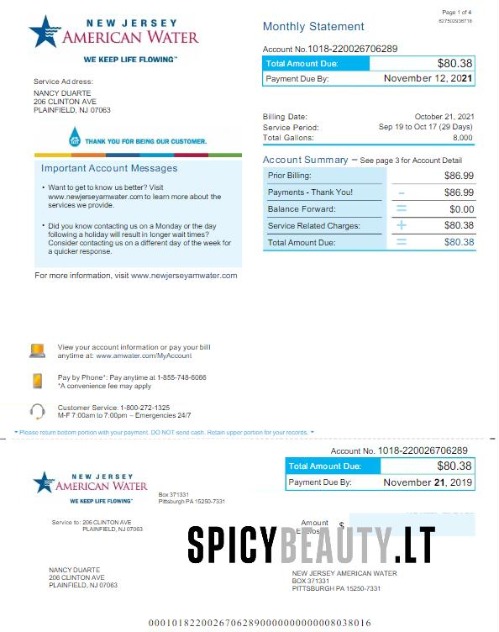 NEW JERSEY
AMERICAN WATER
WE KEEP LIFE FLOWING™
Page 1 of 4
Monthly Statement
Account No. 1018-220026706289
Total Amount Due: $80.38
Payment Due By: November 12, 2021
Service Address:
NANCY DUARTE
206 CLINTON AVE
PLAINFIELD, NJ 07063
Billing Date: October 21, 2021
Service Period: Sep 19 to Oct 17 (29 Days)
Total Gallons: 8,000
THANK YOU FOR BEING OUR CUSTOMER.
Important Account Messages
• Want to get to know us better? Visit
www.newjerseyamwater.com to learn more about the
services we provide.
• Did you know contacting us on a Monday or the day
following a holiday will result in longer wait times?
Consider contacting us on a different day of the week for
a quicker response.
For more information, visit www.newjerseyamwater.com
Account Summary – See page 3 for Account Detail
Prior Billing: $86.99
Payments - Thank You! - $86.99
Balance Forward: = $0.00
Service Related Charges: + $80.38
Total Amount Due: = $80.38
View your account information or pay your bill
anytime at: www.amwater.com/MyAccount
Pay by Phone*: Pay anytime at 1-855-748-6066
*A convenience fee may apply
Customer Service: 1-800-272-1325
M-F 7:00am to 7:00pm – Emergencies 24/7
Please return bottom portion with your payment. DO NOT send cash. Retain upper portion for your records.
NEW JERSEY
AMERICAN WATER
WE KEEP LIFE FLOWING™
Box 371331
Pittsburgh PA 15250-7331
Account No. 1018-220026706289
Total Amount Due: $80.38
Payment Due By: November 21, 2019
Service to: 206 CLINTON AVE
PLAINFIELD, NJ 07063
Amount $
SPICYBEAUTY.LT
NANCY DUARTE
206 CLINTON AVE
PLAINFIELD, NJ 07063
NEW JERSEY AMERICAN WATER
BOX 371331
PITTSBURGH PA 15250-7331
000101822002670628900000000000008038016